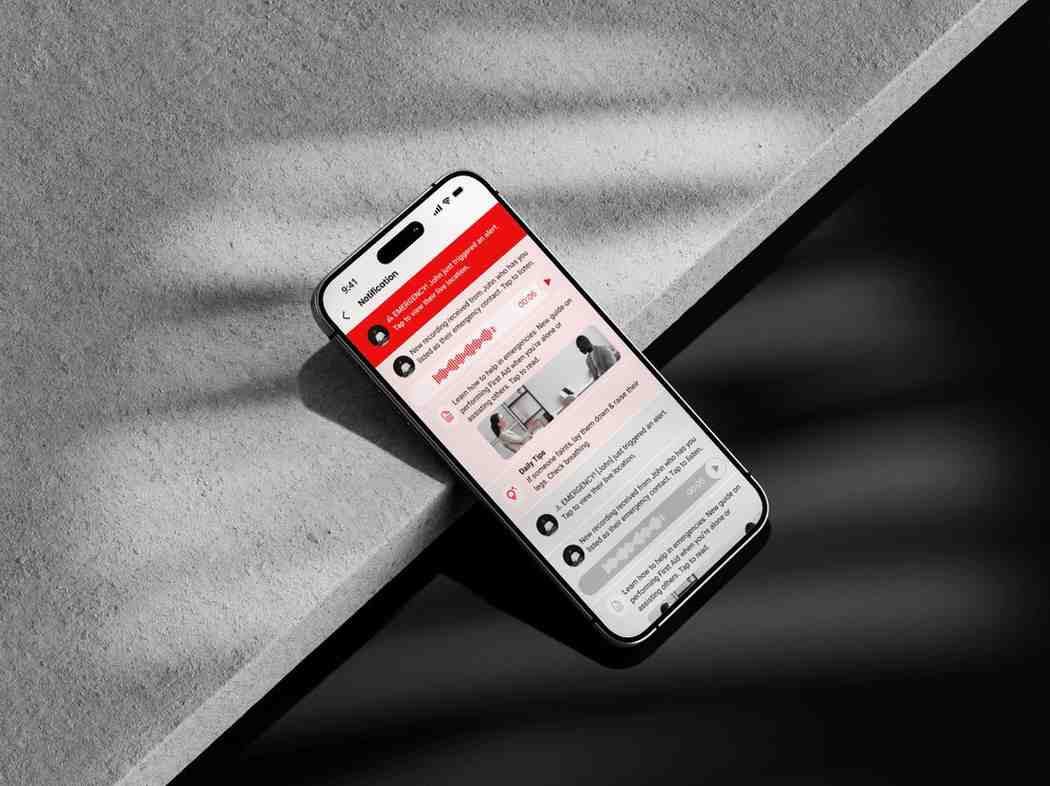 9:41
Notification
⚠ EMERGENCY! John just triggered an alert.
Tap to view their live location.
New recording received from John who has you
listed as their emergency contact. Tap to listen.
00:06
Learn how to help in emergencies. New guide on
performing First Aid when you're alone or
assisting others. Tap to read.
Daily Tips
If someone faints, lay them down & raise their
legs. Check breathing.
⚠ EMERGENCY! [John] just triggered an alert.
Tap to view their live location.
New recording received from John who has you
listed as their emergency contact. Tap to listen.
00:06
Learn how to help in emergencies. New guide on
performing First Aid when you're alone or
assisting others. Tap to read.